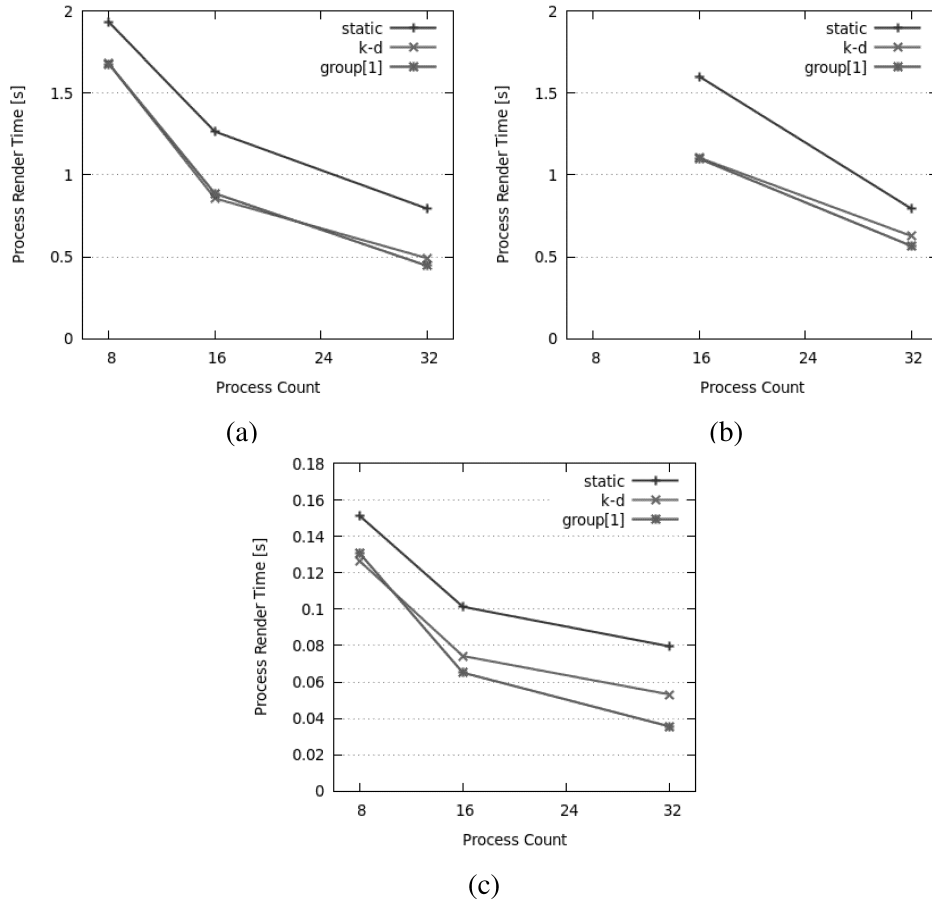 2
1.5
1
0.5
0
Process Render Time [s]
static
k-d
group[1]
8 16 24 32
Process Count
(a)
2
1.5
1
0.5
0
Process Render Time [s]
static
k-d
group[1]
8 16 24 32
Process Count
(b)
0.18
0.16
0.14
0.12
0.1
0.08
0.06
0.04
0.02
0
Process Render Time [s]
static
k-d
group[1]
8 16 24 32
Process Count
(c)